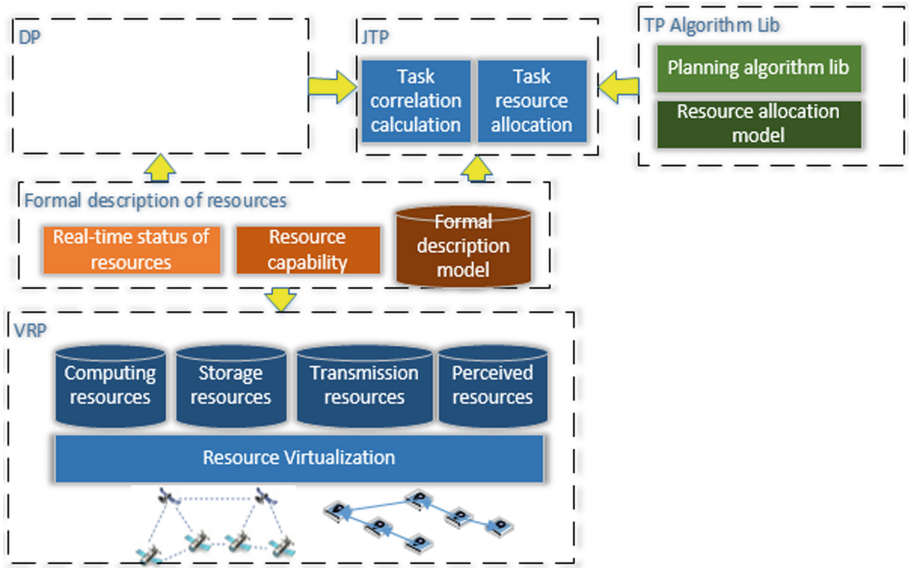 DP
JTP
Task
correlation
calculation
Task
resource
allocation
TP Algorithm Lib
Planning algorithm lib
Resource allocation
model
Formal description of resources
Real-time status of
resources
Resource
capability
Formal
description
model
VRP
Computing
resources
Storage
resources
Transmission
resources
Perceived
resources
Resource Virtualization